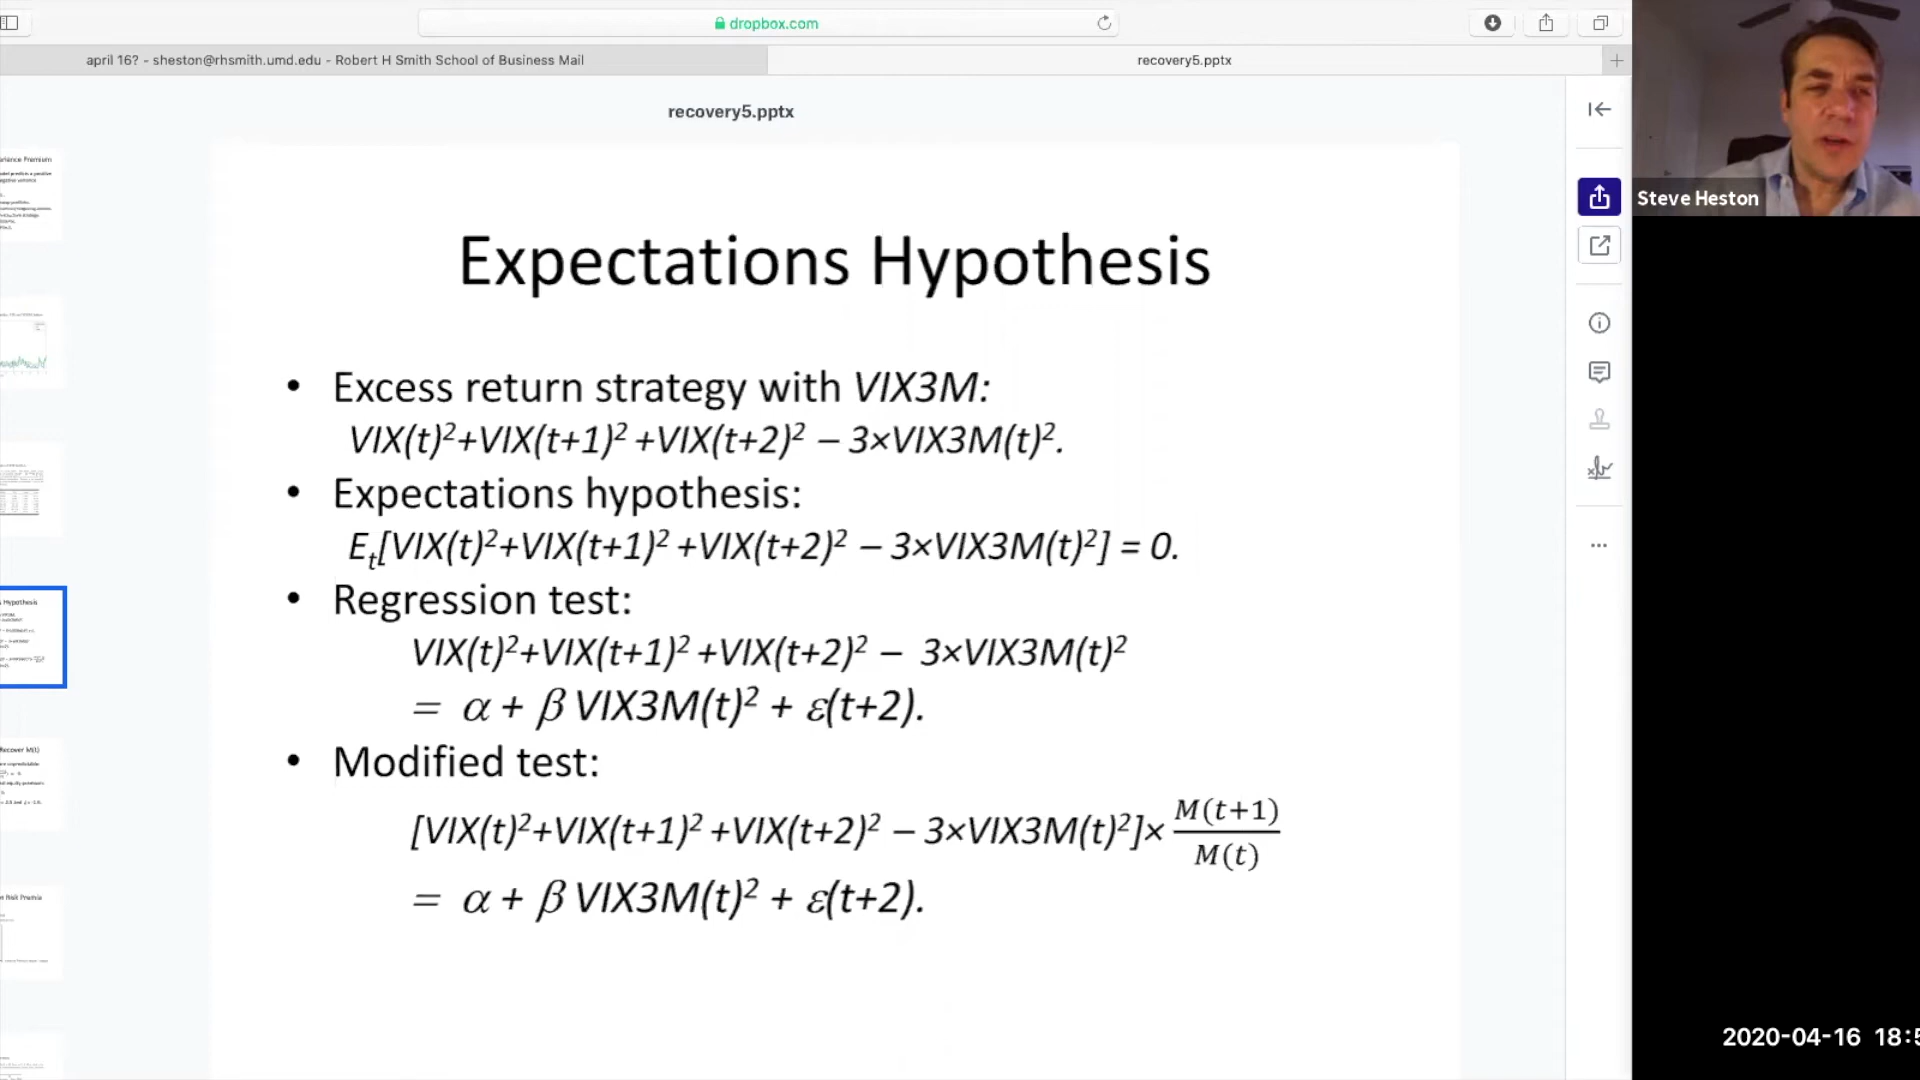 dropbox.com
april 16? - sheston@rhsmith.umd.edu - Robert H Smith School of Business Mail
recovery5.pptx
recovery5.pptx
Steve Heston
Expectations Hypothesis
• Excess return strategy with VIX3M:
VIX(t)²+VIX(t+1)² +VIX(t+2)² – 3×VIX3M(t)².
• Expectations hypothesis:
Eₜ[VIX(t)²+VIX(t+1)² +VIX(t+2)² – 3×VIX3M(t)²] = 0.
• Regression test:
VIX(t)²+VIX(t+1)² +VIX(t+2)² – 3×VIX3M(t)²
= α + β VIX3M(t)² + ε(t+2).
• Modified test:
[VIX(t)²+VIX(t+1)² +VIX(t+2)² – 3×VIX3M(t)²]× M(t+1)/M(t)
= α + β VIX3M(t)² + ε(t+2).
Hypothesis
Recover M(t)
2020-04-16 18:5